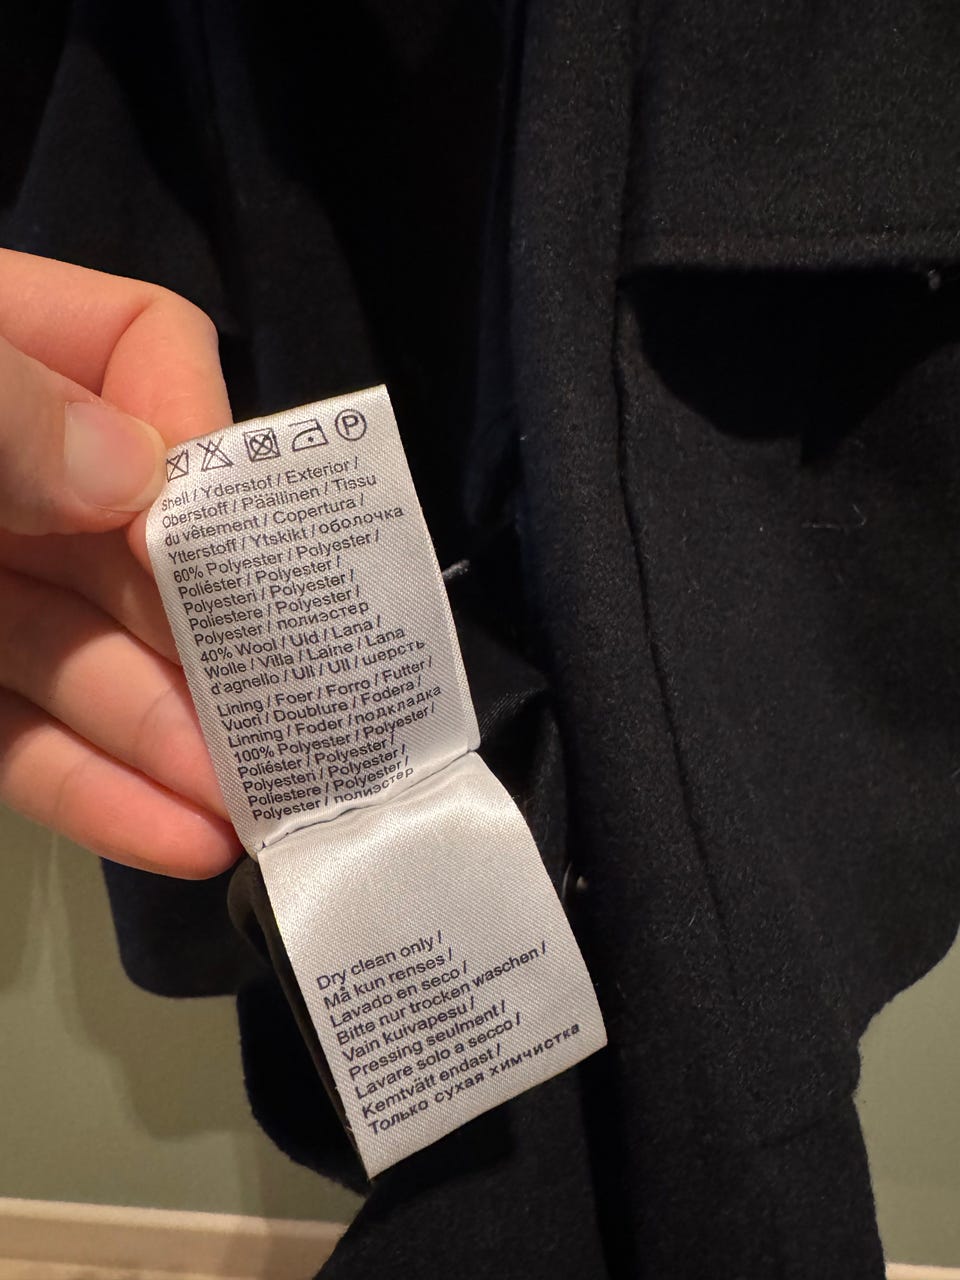 P
Shell / Yderstof / Exterior /
Oberstoff / Päällinen / Tiasu
du vêtement / Copertura /
Ytterstoff / Ytskikt / оболочка
60% Polyester / Polyester /
Poliéster / Polyester /
Polyesteri / Polyester /
Poliestere / Polyester /
Polyester / полиэстер
40% Wool / Uld / Lana /
Wolle / Villa / Laine / Lana
d'agnello / Ull / Ull / шерсть
Lining / Foer / Forro / Futter /
Vuori / Doublure / Fodera /
Linning / Foder / подкладка
100% Polyester / Polyester /
Poliéster / Polyester /
Polyesteri / Polyester /
Poliestere / Polyester /
Polyester / полиэстер
Dry clean only /
Må kun renses /
Lavado en seco /
Bitte nur trocken waschen /
Vain kuivapesu /
Pressing seulment /
Lavare solo a secco /
Kemtvätt endast /
Только сухая химчистка